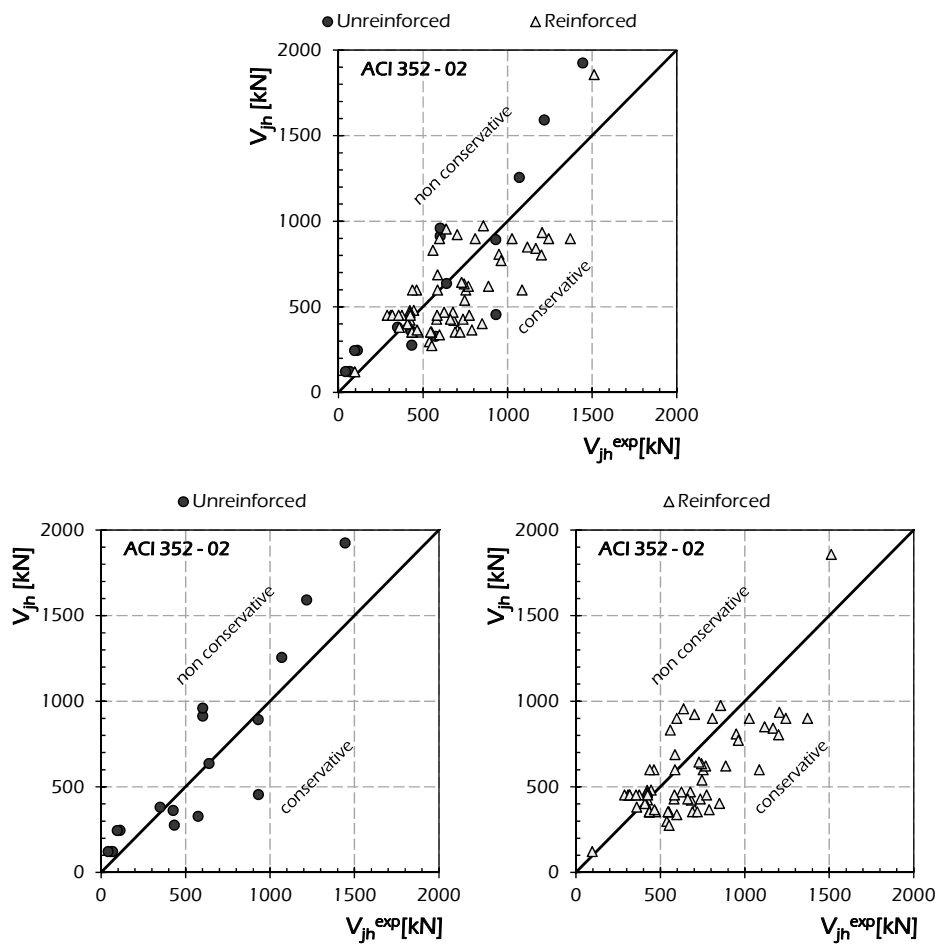 Unreinforced Reinforced
ACI 352 - 02
V_jh [kN]
2000
1500
1000
500
0
non conservative
conservative
0 500 1000 1500 2000
V_jh^exp[kN]
Unreinforced
ACI 352 - 02
V_jh [kN]
2000
1500
1000
500
0
non conservative
conservative
0 500 1000 1500 2000
V_jh^exp[kN]
Reinforced
ACI 352 - 02
V_jh [kN]
2000
1500
1000
500
0
non conservative
conservative
0 500 1000 1500 2000
V_jh^exp[kN]